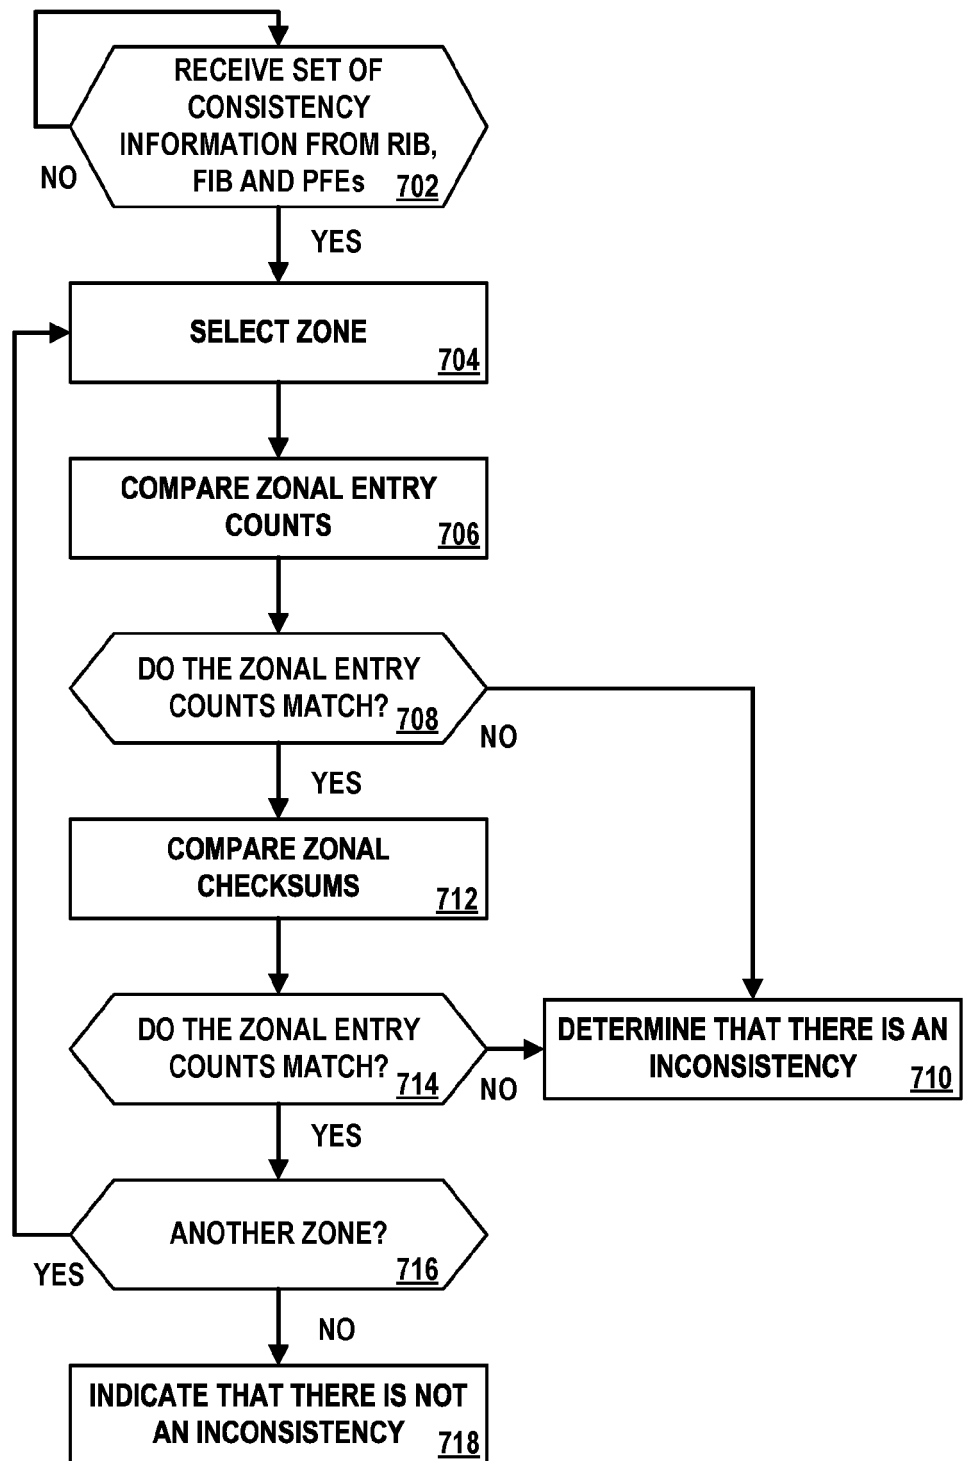 RECEIVE SET OF
CONSISTENCY
INFORMATION FROM RIB,
FIB AND PFEs 702
NO
YES
SELECT ZONE
704
COMPARE ZONAL ENTRY
COUNTS
706
DO THE ZONAL ENTRY
COUNTS MATCH? 708
NO
YES
COMPARE ZONAL
CHECKSUMS
712
DO THE ZONAL ENTRY
COUNTS MATCH? 714
NO
DETERMINE THAT THERE IS AN
INCONSISTENCY 710
YES
ANOTHER ZONE?
716
YES
NO
INDICATE THAT THERE IS NOT
AN INCONSISTENCY 718